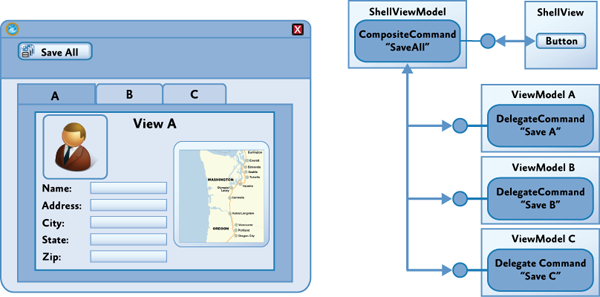 Save All
A
B
C
View A
Name:
Address:
City:
State:
Zip:
WASHINGTON
OREGON
ShellViewModel
CompositeCommand
"SaveAll"
ShellView
Button
ViewModel A
DelegateCommand
"Save A"
ViewModel B
DelegateCommand
"Save B"
ViewModel C
Delegate Command
"Save C"